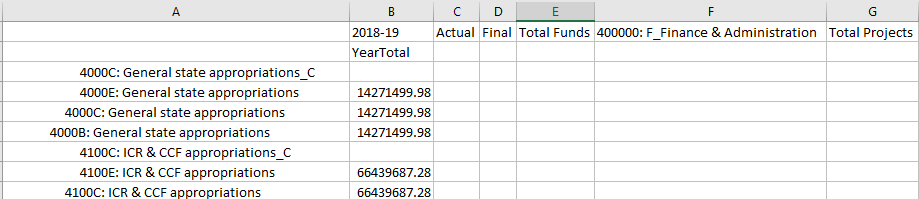 A B C D E F G
2018-19 Actual Final Total Funds 400000: F_Finance & Administration Total Projects
YearTotal
4000C: General state appropriations_C
4000E: General state appropriations 14271499.98
4000C: General state appropriations 14271499.98
4000B: General state appropriations 14271499.98
4100C: ICR & CCF appropriations_C
4100E: ICR & CCF appropriations 66439687.28
4100C: ICR & CCF appropriations 66439687.28